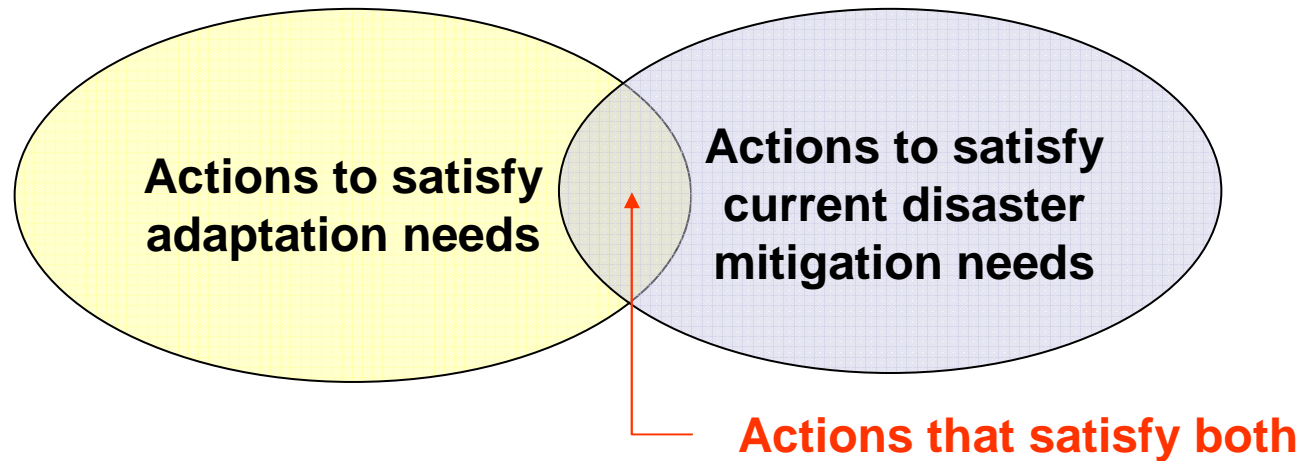 Actions to satisfy
adaptation needs
Actions to satisfy
current disaster
mitigation needs
Actions that satisfy both